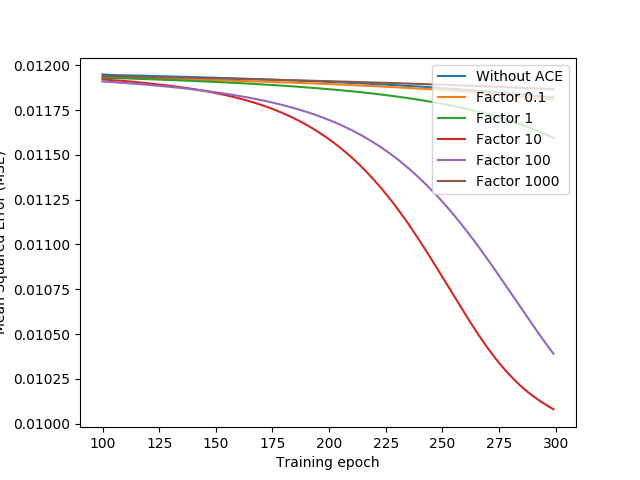 0.01200
0.01175
0.01150
0.01125
0.01100
0.01075
0.01050
0.01025
0.01000
Mean Squared Error (MSE)
100 125 150 175 200 225 250 275 300
Training epoch
Without ACE
Factor 0.1
Factor 1
Factor 10
Factor 100
Factor 1000